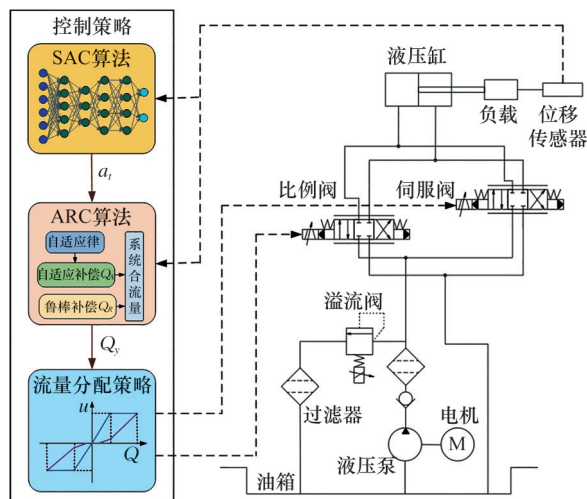 控制策略
SAC算法
a_t
ARC算法
自适应律
自适应补偿Q_A
鲁棒补偿Q_R
系统合流量
Q_y
流量分配策略
u
Q
液压缸
负载
位移
传感器
比例阀
伺服阀
溢流阀
过滤器
电机
M
液压泵
油箱